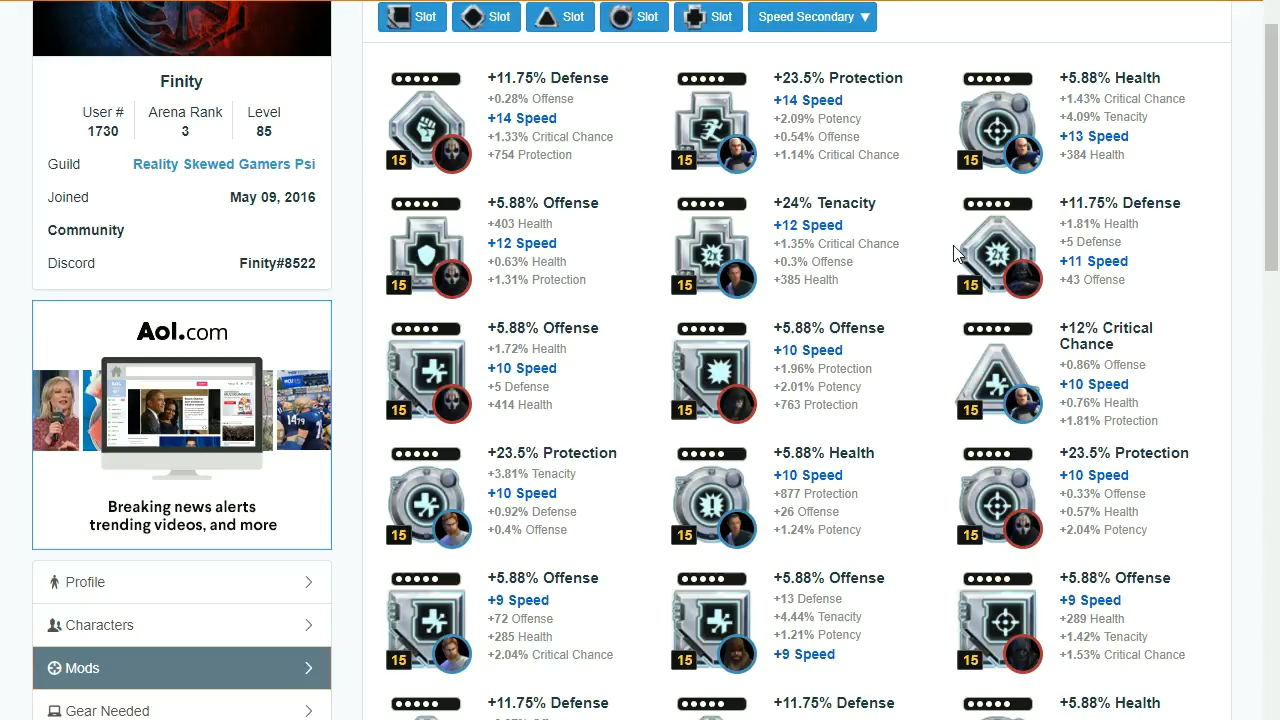 Slot
Slot
Slot
Slot
Slot
Speed Secondary ▼
Finity
User #
Arena Rank
Level
1730
3
85
Guild
Reality Skewed Gamers Psi
Joined
May 09, 2016
Community
Discord
Finity#8522
Aol.com
Breaking news alerts
trending videos, and more
Profile
Characters
Mods
Gear Needed
+11.75% Defense
+0.28% Offense
+14 Speed
+1.33% Critical Chance
+754 Protection
15
+23.5% Protection
+14 Speed
+2.09% Potency
+0.54% Offense
+1.14% Critical Chance
15
+5.88% Health
+1.43% Critical Chance
+4.09% Tenacity
+13 Speed
+384 Health
15
+5.88% Offense
+403 Health
+12 Speed
+0.63% Health
+1.31% Protection
15
+24% Tenacity
+12 Speed
+1.35% Critical Chance
+0.3% Offense
+385 Health
15
+11.75% Defense
+1.81% Health
+5 Defense
+11 Speed
+43 Offense
15
+5.88% Offense
+1.72% Health
+10 Speed
+5 Defense
+414 Health
15
+5.88% Offense
+10 Speed
+1.96% Protection
+2.01% Potency
+763 Protection
15
+12% Critical
Chance
+0.86% Offense
+10 Speed
+0.76% Health
+1.81% Protection
15
+23.5% Protection
+3.81% Tenacity
+10 Speed
+0.92% Defense
+0.4% Offense
15
+5.88% Health
+10 Speed
+877 Protection
+26 Offense
+1.24% Potency
15
+23.5% Protection
+10 Speed
+0.33% Offense
+0.57% Health
+2.04% Potency
15
+5.88% Offense
+9 Speed
+72 Offense
+285 Health
+2.04% Critical Chance
15
+5.88% Offense
+13 Defense
+4.44% Tenacity
+1.21% Potency
+9 Speed
15
+5.88% Offense
+9 Speed
+289 Health
+1.42% Tenacity
+1.53% Critical Chance
15
+11.75% Defense
+11.75% Defense
+5.88% Health